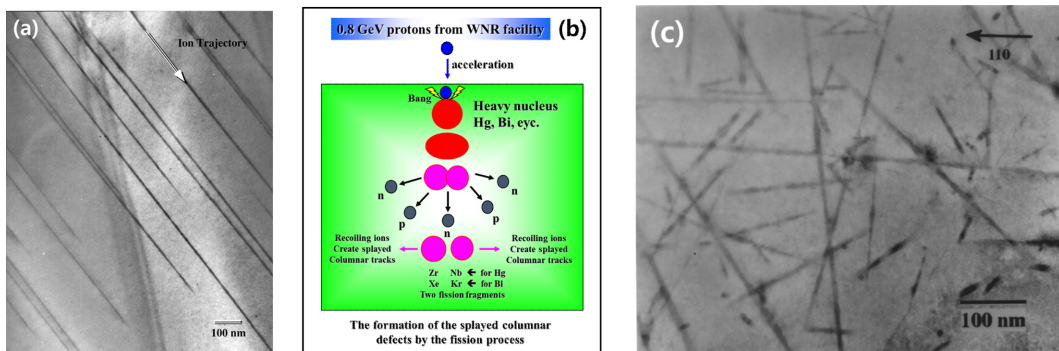 (a)
Ion Trajectory
100 nm
(b)
0.8 GeV protons from WNR facility
acceleration
Bang
Heavy nucleus
Hg, Bi, eyc.
n
n
p
p
n
Recoiling ions
Create splayed
Columnar tracks
Recoiling ions
Create splayed
Columnar tracks
Zr Nb ← for Hg
Xe Kr ← for BI
Two fission fragments
The formation of the splayed columnar
defects by the fission process
(c)
110
100 nm